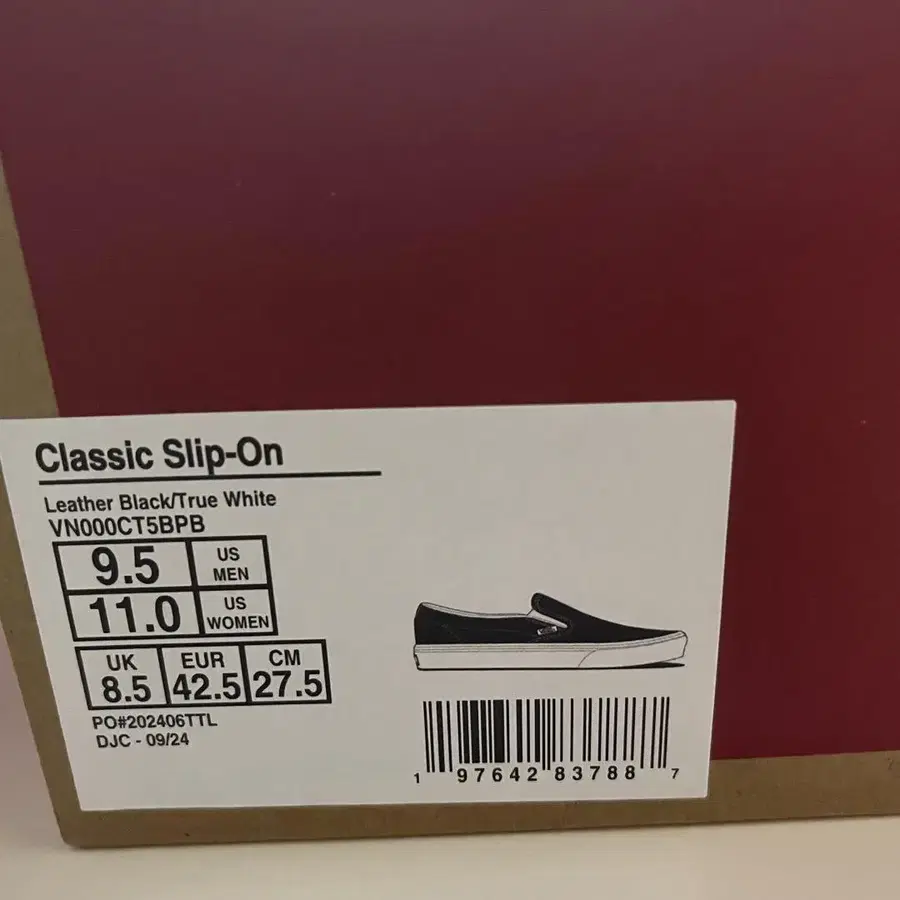 Classic Slip-On
Leather Black/True White
VN000CT5BPB
9.5 US MEN
11.0 US WOMEN
UK EUR CM
8.5 42.5 27.5
PO#202406TTL
DJC - 09/24
1 97642 83788 7